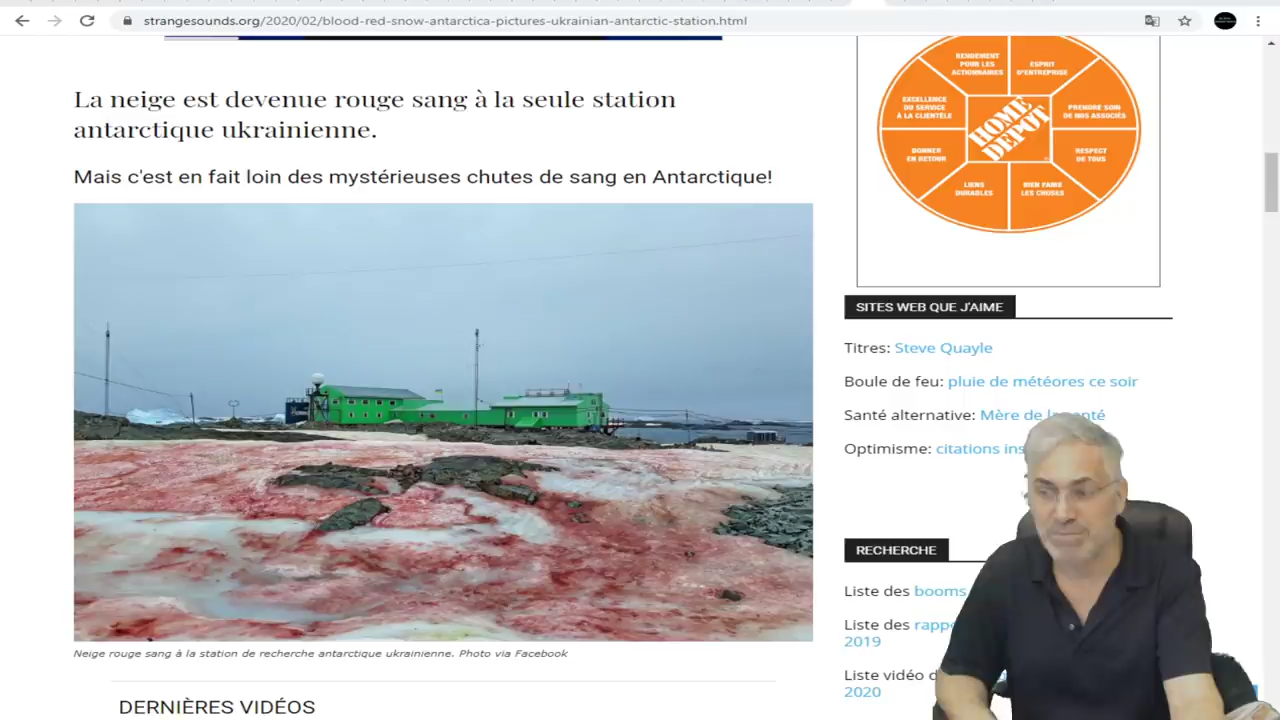 strangesounds.org/2020/02/blood-red-snow-antarctica-pictures-ukrainian-antarctic-station.html
La neige est devenue rouge sang à la seule station
antarctique ukrainienne.
Mais c'est en fait loin des mystérieuses chutes de sang en Antarctique!
Neige rouge sang à la station de recherche antarctique ukrainienne. Photo via Facebook
DERNIÈRES VIDÉOS
RENDEMENT
POUR LES
ACTIONNAIRES
ESPRIT
D'ENTREPRISE
EXCELLENCE
DU SERVICE
À LA CLIENTÈLE
PRENDRE SOIN
DE NOS ASSOCIÉS
THE HOME DEPOT
DONNER
EN RETOUR
RESPECT
DE TOUS
LIENS
DURABLES
BIEN FAIRE
LES CHOSES
SITES WEB QUE J'AIME
Titres: Steve Quayle
Boule de feu: pluie de météores ce soir
Santé alternative: Mère de la santé
Optimisme: citations
RECHERCHE
Liste des booms
Liste des
2019
Liste vidéo
2020